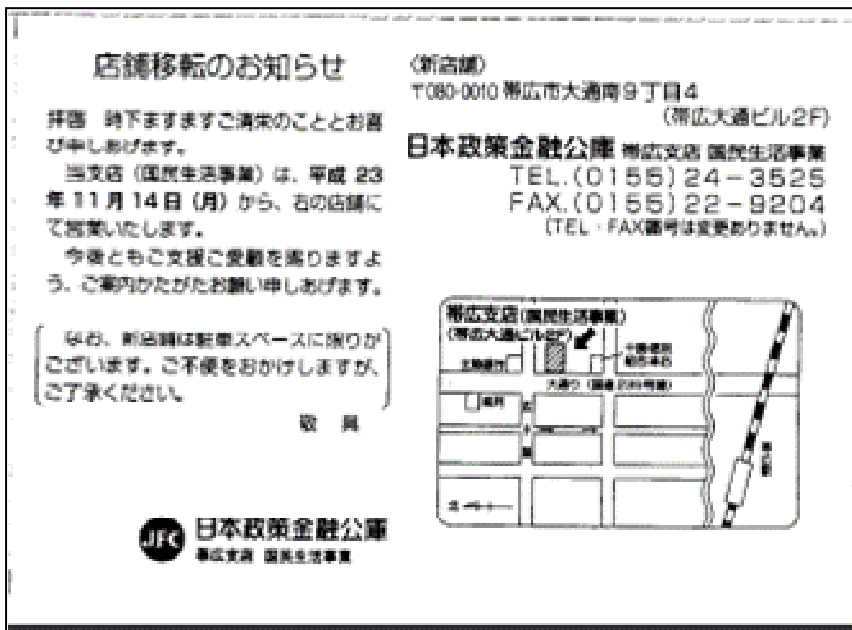 店舗移転のお知らせ
拝啓 時下ますますご清栄のこととお喜
び申しあげます。
当支店(国民生活事業)は、平成 23
年 11 月 14 日 (月) から、右の店舗に
て営業いたします。
今後ともご支援ご愛顧を賜りますよ
う、ご案内かたがたお願い申しあげます。
なお、新店舗は駐車スペースに限りが
ございます。ご不便をおかけしますが、
ご了承ください。
敬 具
JFC 日本政策金融公庫
帯広支店 国民生活事業
〈新店舗〉
〒080-0010 帯広市大通南9丁目4
(帯広大通ビル2F)
日本政策金融公庫 帯広支店 国民生活事業
TEL.(0155)24-3525
FAX.(0155)22-9204
(TEL・FAX番号は変更ありません。)
帯広支店(国民生活事業)
(帯広大通ビル2F)
大通り